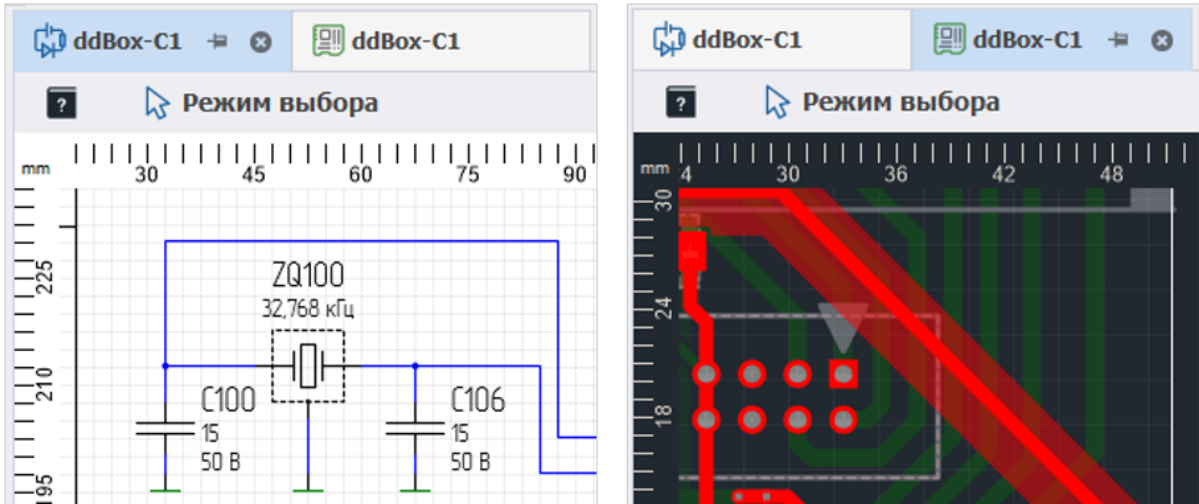 ddBox-C1 ddBox-C1
? Режим выбора
mm 30 45 60 75 90
225
ZQ100
32,768 кГц
210
C100 C106
15 15
50 В 50 В
195
ddBox-C1 ddBox-C1
? Режим выбора
mm 4 30 36 42 48
30
24
18